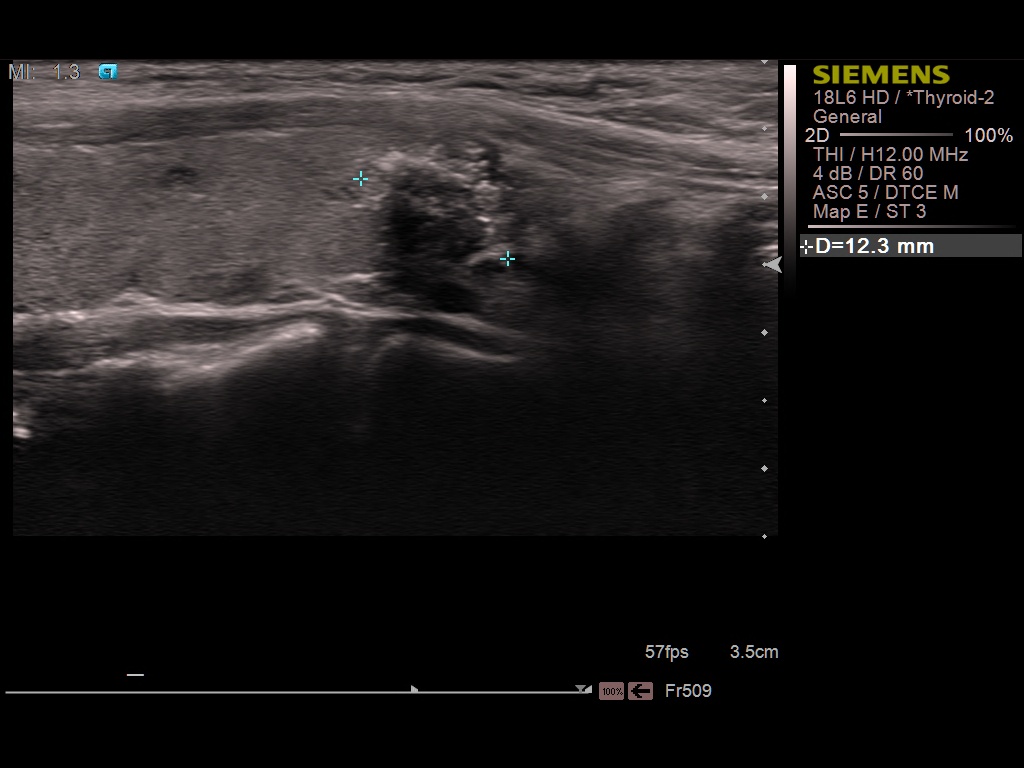 MI: 1.3
SIEMENS
18L6 HD / *Thyroid-2
General
2D 100%
THI / H12.00 MHz
4 dB / DR 60
ASC 5 / DTCE M
Map E / ST 3
D=12.3 mm
57fps 3.5cm
100% Fr509